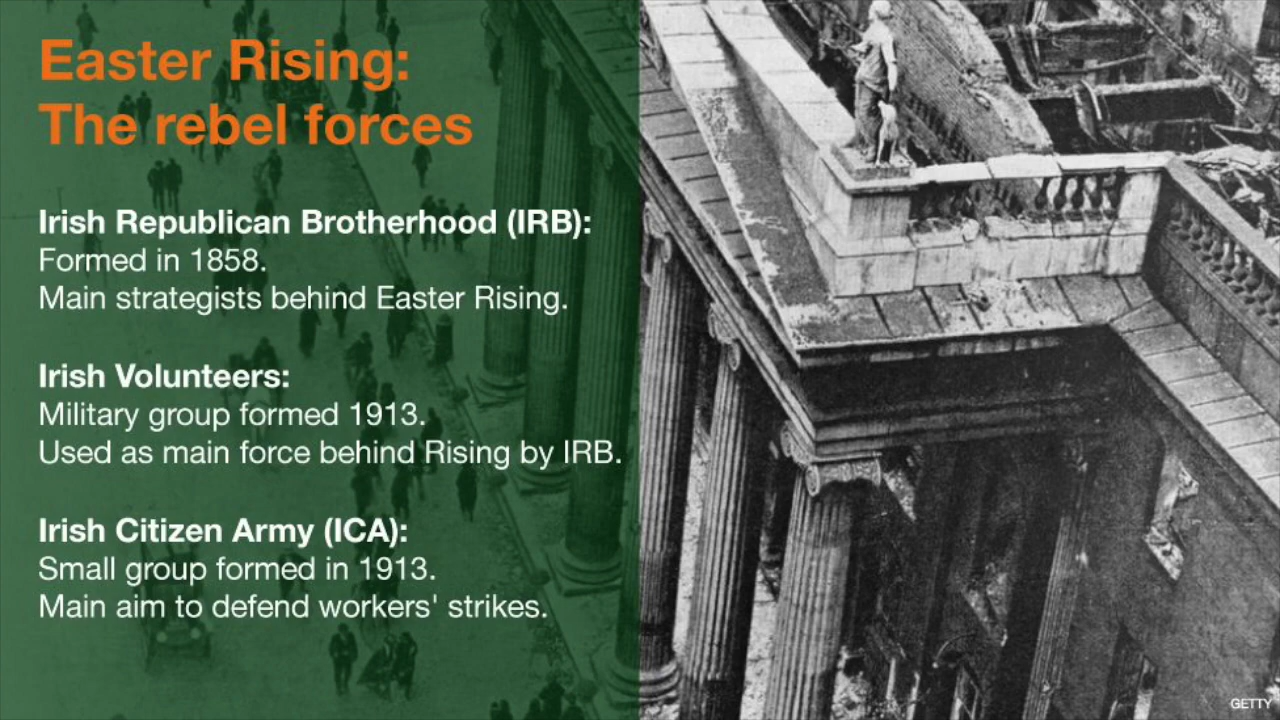 Easter Rising:
The rebel forces
Irish Republican Brotherhood (IRB):
Formed in 1858.
Main strategists behind Easter Rising.
Irish Volunteers:
Military group formed 1913.
Used as main force behind Rising by IRB.
Irish Citizen Army (ICA):
Small group formed in 1913.
Main aim to defend workers' strikes.
GETTY